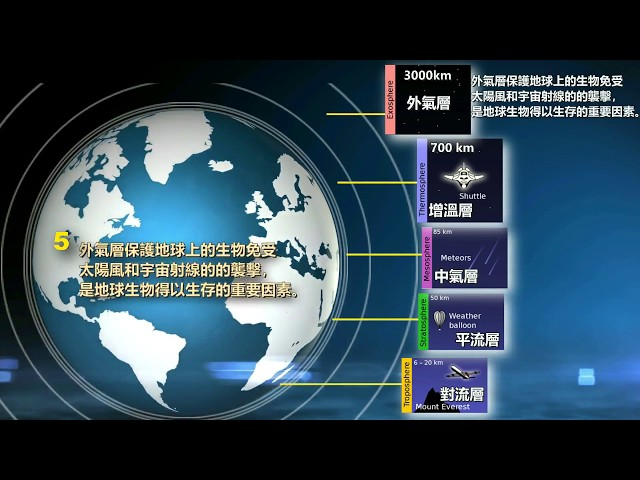 3000km
Exosphere
外氣層
外氣層保護地球上的生物免受
太陽風和宇宙射線的的襲擊，
是地球生物得以生存的重要因素。
700 km
Thermosphere
Shuttle
增溫層
5
外氣層保護地球上的生物免受
太陽風和宇宙射線的的襲擊，
是地球生物得以生存的重要因素。
85 km
Mesosphere
Meteors
中氣層
50 km
Stratosphere
Weather
balloon
平流層
6 – 20 km
Troposphere
對流層
Mount Everest